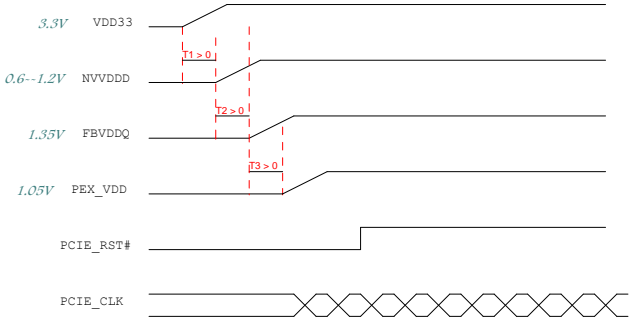 3.3V VDD33
T1 > 0
0.6--1.2V NVVDDD
T2 > 0
1.35V FBVDDQ
T3 > 0
1.05V PEX_VDD
PCIE_RST#
PCIE_CLK